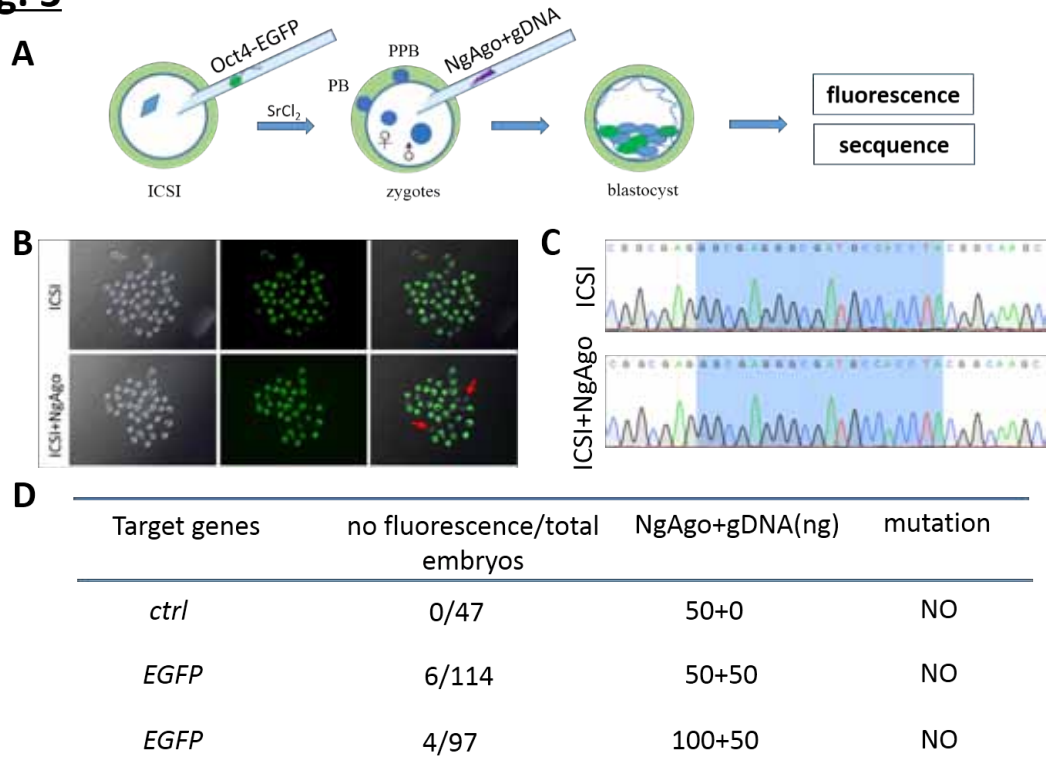 g. 3
A
Oct4-EGFP
SrCl2
PB
PPB
NgAgo+gDNA
♀
♂
ICSI
zygotes
blastocyst
fluorescence
secquence
B
ICSI
ICSI+NgAgo
C
ICSI
ICSI+NgAgo
D
Target genes no fluorescence/total embryos NgAgo+gDNA(ng) mutation
ctrl 0/47 50+0 NO
EGFP 6/114 50+50 NO
EGFP 4/97 100+50 NO